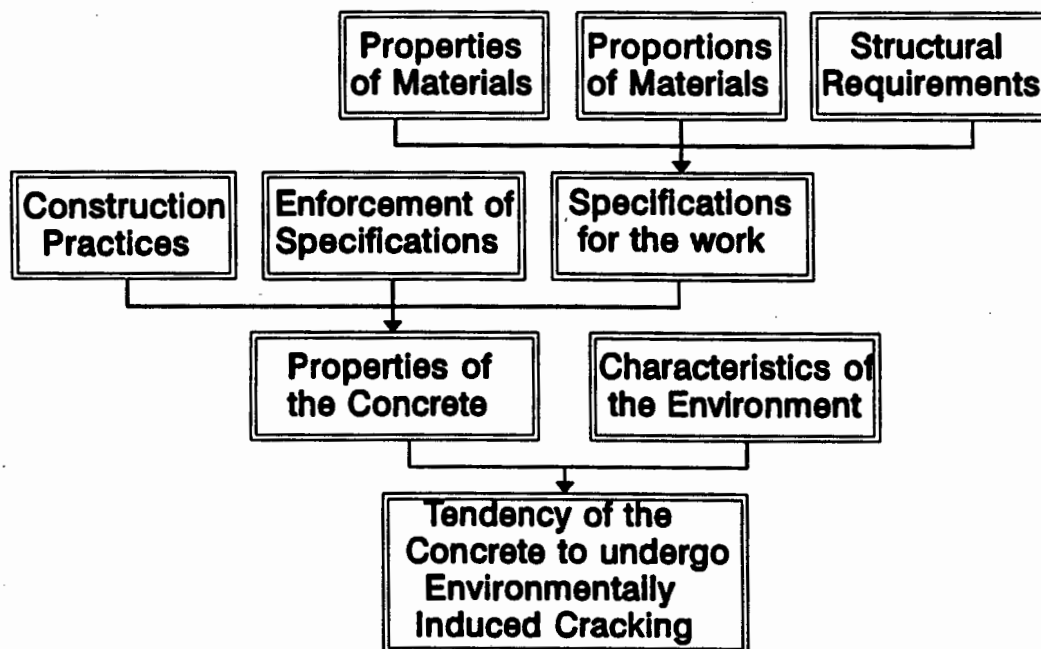 Properties
of Materials
Proportions
of Materials
Structural
Requirements
Construction
Practices
Enforcement of
Specifications
Specifications
for the work
Properties of
the Concrete
Characteristics of
the Environment
Tendency of the
Concrete to undergo
Environmentally
Induced Cracking